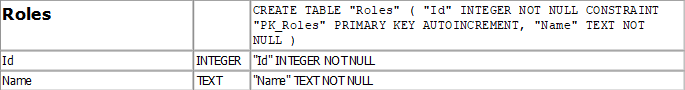 Roles CREATE TABLE "Roles" ( "Id" INTEGER NOT NULL CONSTRAINT
"PK_Roles" PRIMARY KEY AUTOINCREMENT, "Name" TEXT NOT
NULL )
Id INTEGER "Id" INTEGER NOT NULL
Name TEXT "Name" TEXT NOT NULL